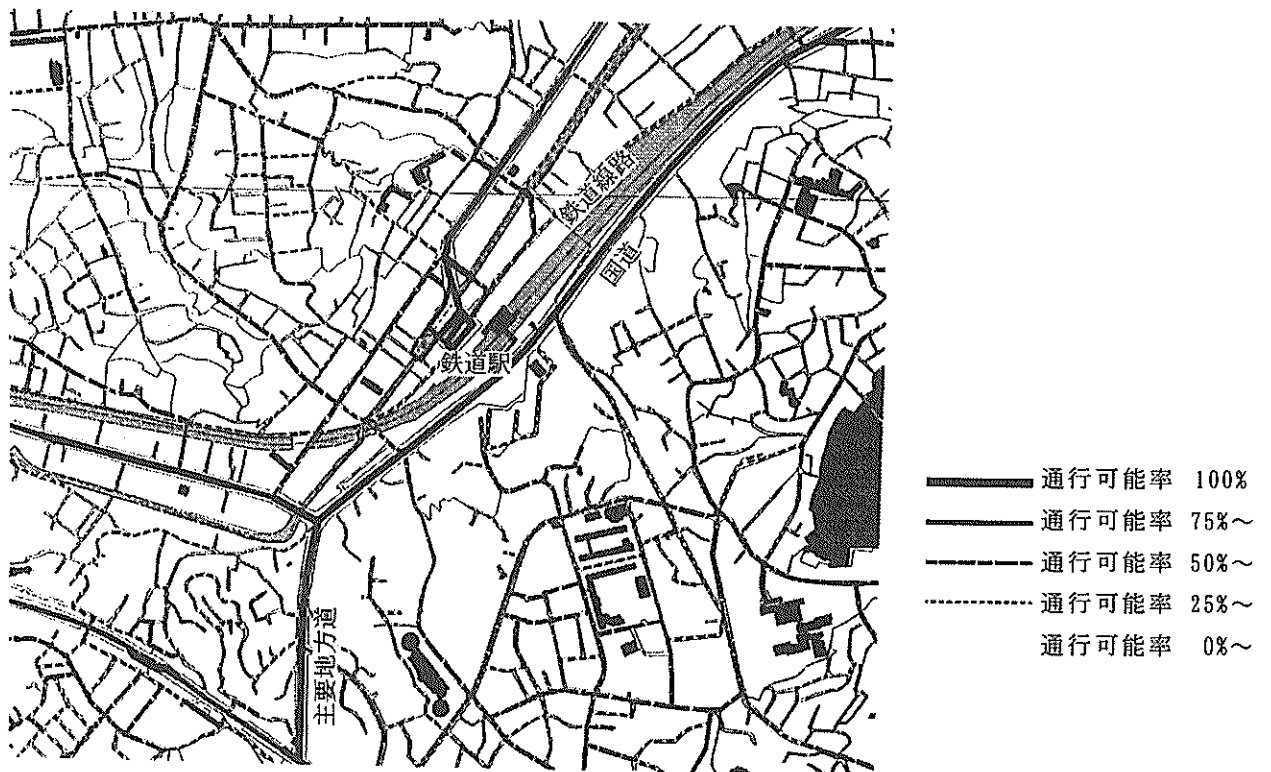 鉄道線路
国道
鉄道駅
主要地方道
通行可能率 100%
通行可能率 75%～
通行可能率 50%～
通行可能率 25%～
通行可能率 0%～